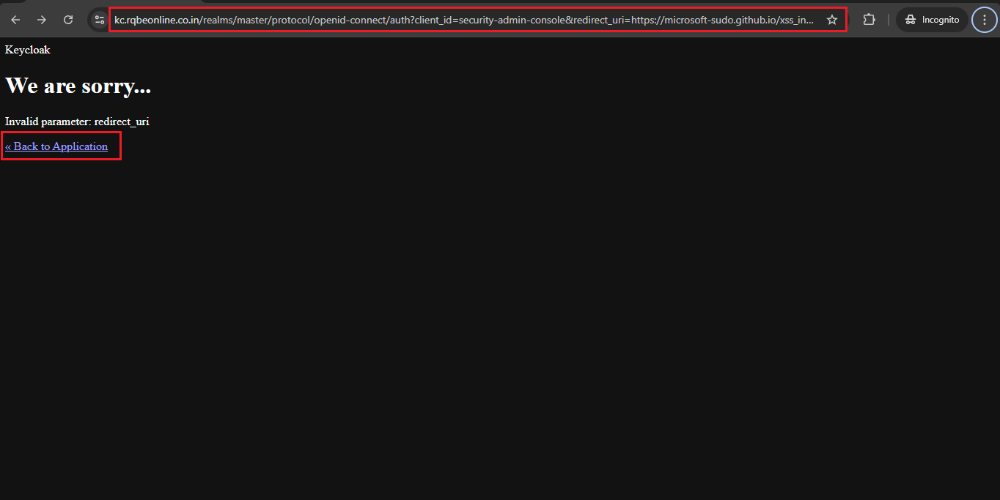 kc.rqbeonline.co.in/realms/master/protocol/openid-connect/auth?client_id=security-admin-console&redirect_uri=https://microsoft-sudo.github.io/xss_in...
Incognito
Keycloak
We are sorry...
Invalid parameter: redirect_uri
« Back to Application